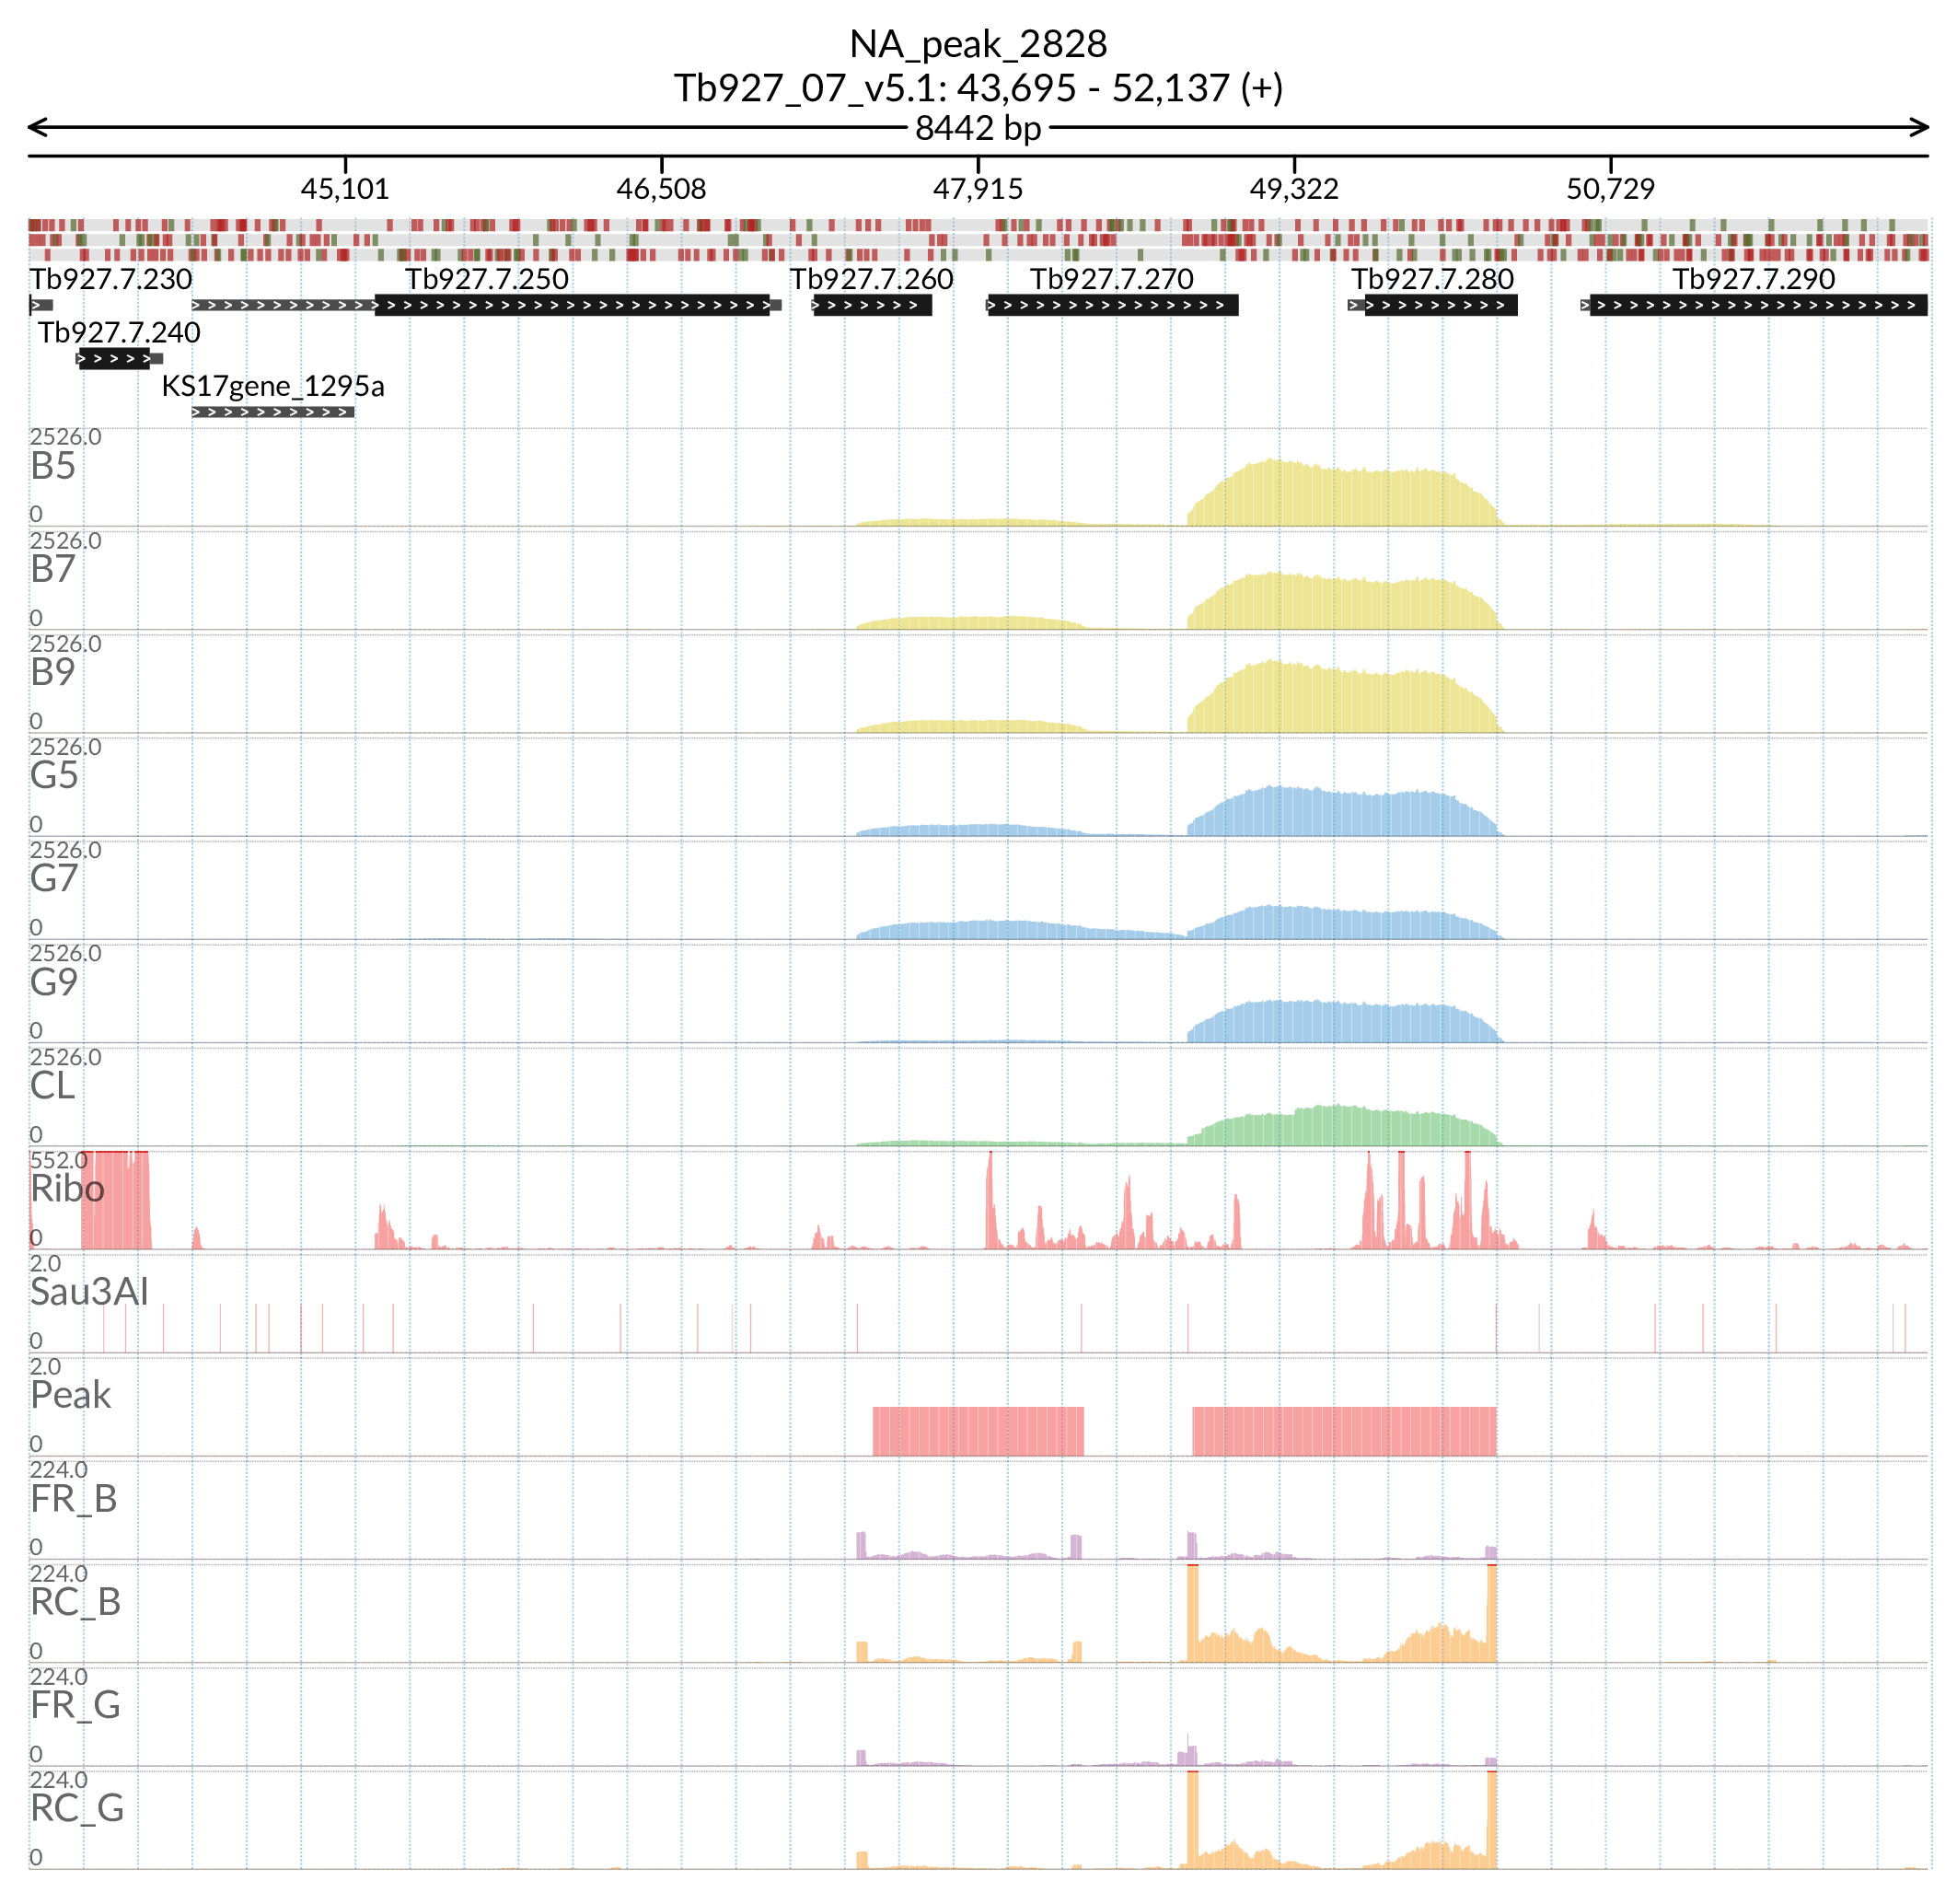 NA_peak_2828
Tb927_07_v5.1: 43,695 - 52,137 (+)
8442 bp
45,101 46,508 47,915 49,322 50,729
Tb927.7.230 Tb927.7.250 Tb927.7.260 Tb927.7.270 Tb927.7.280 Tb927.7.290
Tb927.7.240
KS17gene_1295a
2526.0
B5
0
2526.0
B7
0
2526.0
B9
0
2526.0
G5
0
2526.0
G7
0
2526.0
G9
0
2526.0
CL
0
552.0
Ribo
0
2.0
Sau3AI
0
2.0
Peak
0
224.0
FR_B
0
224.0
RC_B
0
224.0
FR_G
0
224.0
RC_G
0